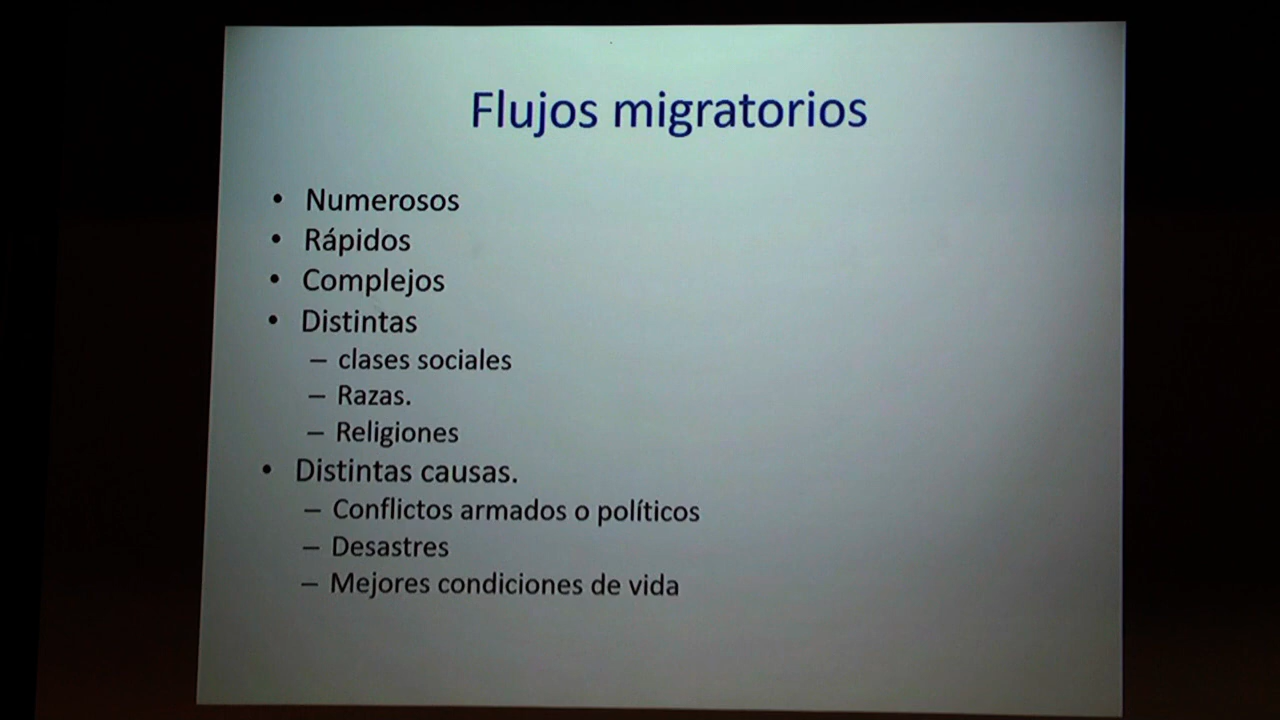 Flujos migratorios
• Numerosos
• Rápidos
• Complejos
• Distintas
– clases sociales
– Razas.
– Religiones
• Distintas causas.
– Conflictos armados o políticos
– Desastres
– Mejores condiciones de vida